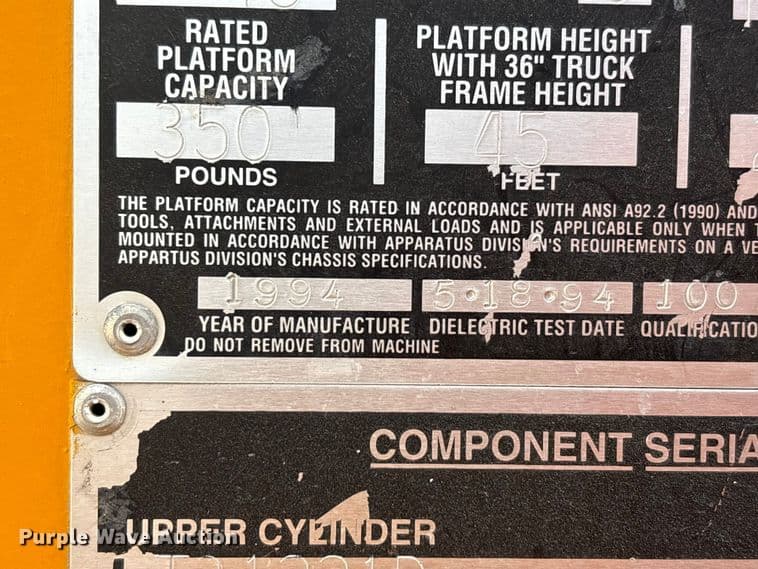 RATED
PLATFORM
CAPACITY
350
POUNDS
PLATFORM HEIGHT
WITH 36" TRUCK
FRAME HEIGHT
45
FEET
THE PLATFORM CAPACITY IS RATED IN ACCORDANCE WITH ANSI A92.2 (1990) AND
TOOLS, ATTACHMENTS AND EXTERNAL LOADS AND IS APPLICABLE ONLY WHEN
MOUNTED IN ACCORDANCE WITH APPARATUS DIVISION'S REQUIREMENTS ON A VE
APPARTUS DIVISION'S CHASSIS SPECIFICATIONS.
1994 5·18·94 100
YEAR OF MANUFACTURE DIELECTRIC TEST DATE QUALIFICATIO
DO NOT REMOVE FROM MACHINE
COMPONENT SERIA
UPPER CYLINDER
Purple Wave Auction